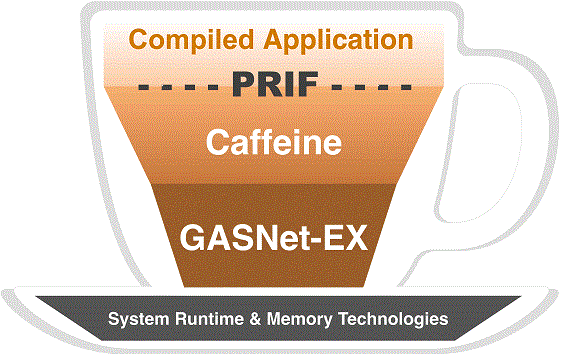 Compiled Application
- - - - PRIF - - - -
Caffeine
GASNet-EX
System Runtime & Memory Technologies